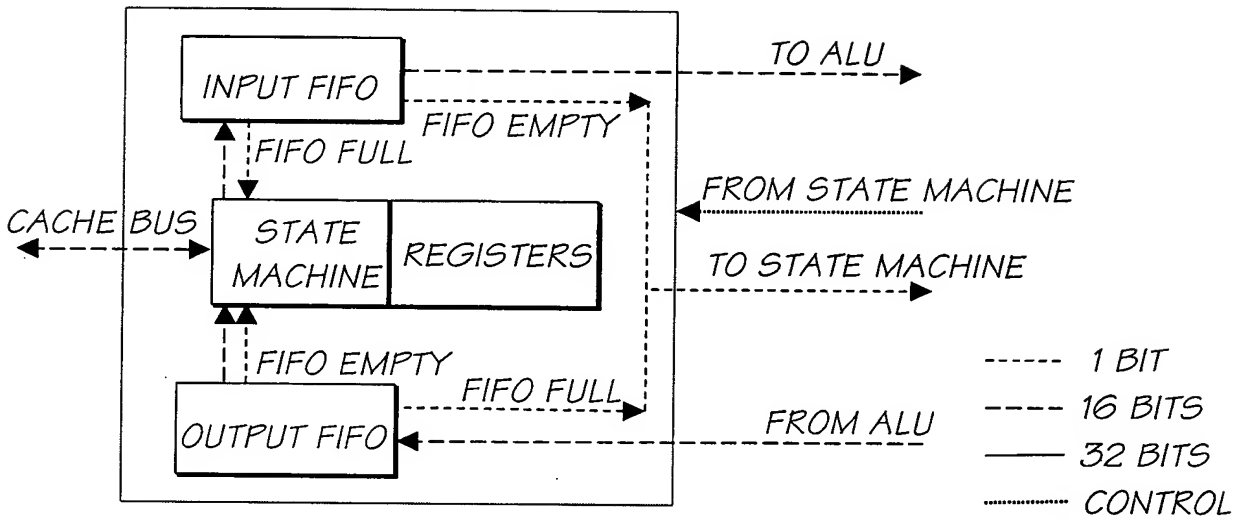 TO ALU
INPUT FIFO
FIFO EMPTY
FIFO FULL
FROM STATE MACHINE
CACHE BUS
STATE
MACHINE
REGISTERS
TO STATE MACHINE
FIFO EMPTY
1 BIT
FIFO FULL
16 BITS
OUTPUT FIFO
FROM ALU
32 BITS
CONTROL